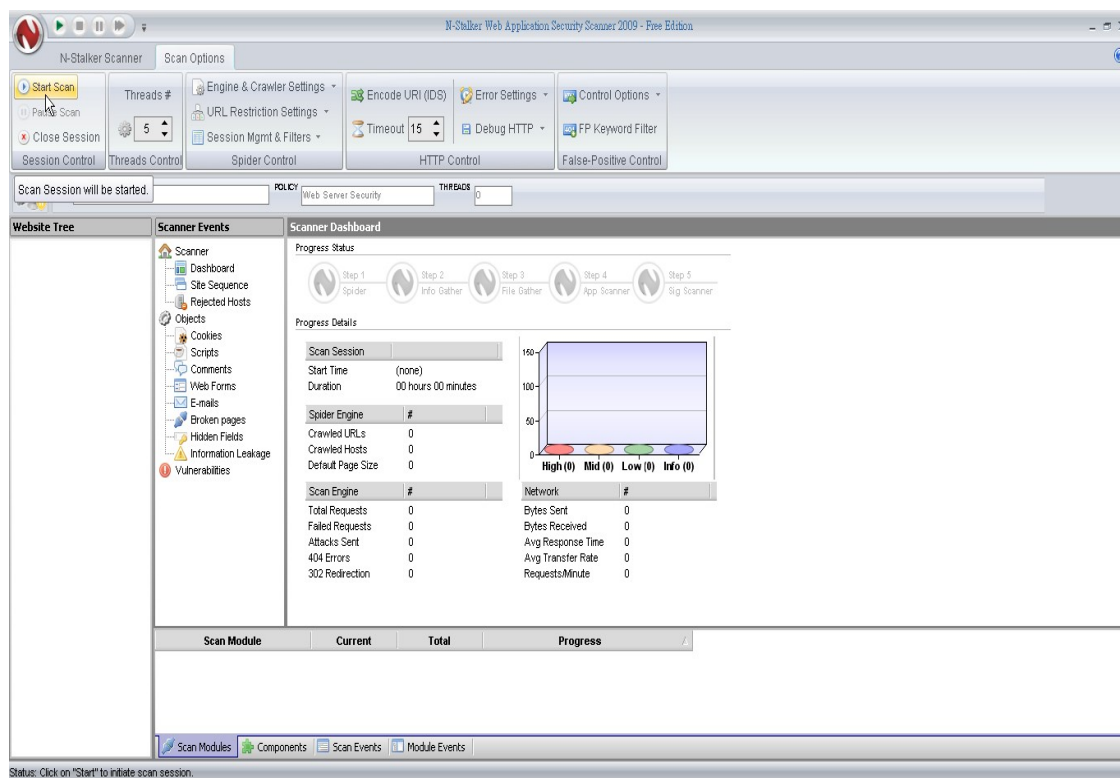 N-Stalker Web Application Security Scanner 2009 - Free Edition
N-Stalker Scanner
Scan Options
Start Scan
Pause Scan
Close Session
Session Control
Threads #
5
Threads Control
Engine & Crawler Settings
URL Restriction Settings
Session Mgmt & Filters
Spider Control
Encode URI (IDS)
Timeout 15
Error Settings
Debug HTTP
HTTP Control
Control Options
FP Keyword Filter
False-Positive Control
Scan Session will be started.
POLICY Web Server Security
THREADS 0
Website Tree
Scanner Events
Scanner
Dashboard
Site Sequence
Rejected Hosts
Objects
Cookies
Scripts
Comments
Web Forms
E-mails
Broken pages
Hidden Fields
Information Leakage
Vulnerabilities
Scanner Dashboard
Progress Status
Step 1
Spider
Step 2
Info Gather
Step 3
File Gather
Step 4
App Scanner
Step 5
Sig Scanner
Progress Details
Scan Session
Start Time (none)
Duration 00 hours 00 minutes
Spider Engine #
Crawled URLs 0
Crawled Hosts 0
Default Page Size 0
Scan Engine #
Total Requests 0
Failed Requests 0
Attacks Sent 0
404 Errors 0
302 Redirection 0
150
100
50
0
High (0) Mid (0) Low (0) Info (0)
Network #
Bytes Sent 0
Bytes Received 0
Avg Response Time 0
Avg Transfer Rate 0
Requests/Minute 0
Scan Module Current Total Progress
Scan Modules Components Scan Events Module Events
Status: Click on "Start" to initiate scan session.